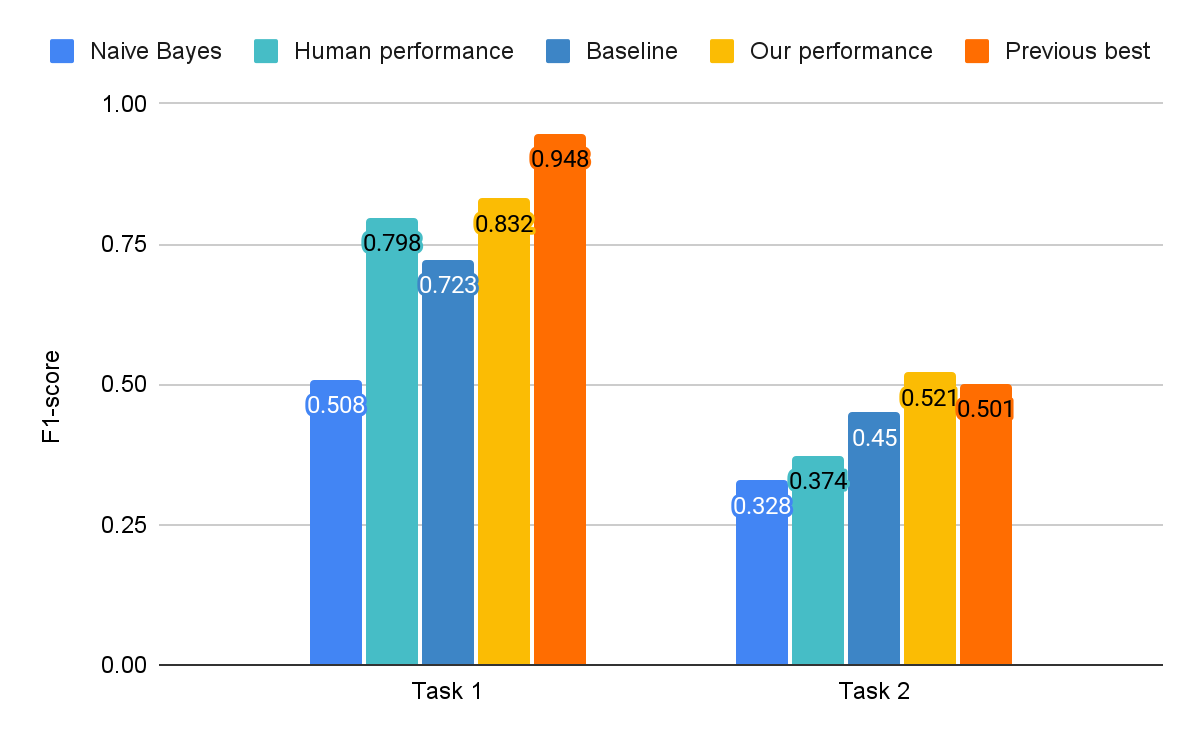 Naive Bayes Human performance Baseline Our performance Previous best
1.00
0.75
0.50
0.25
0.00
F1-score
0.508 0.798 0.723 0.832 0.948
0.328 0.374 0.45 0.521 0.501
Task 1 Task 2